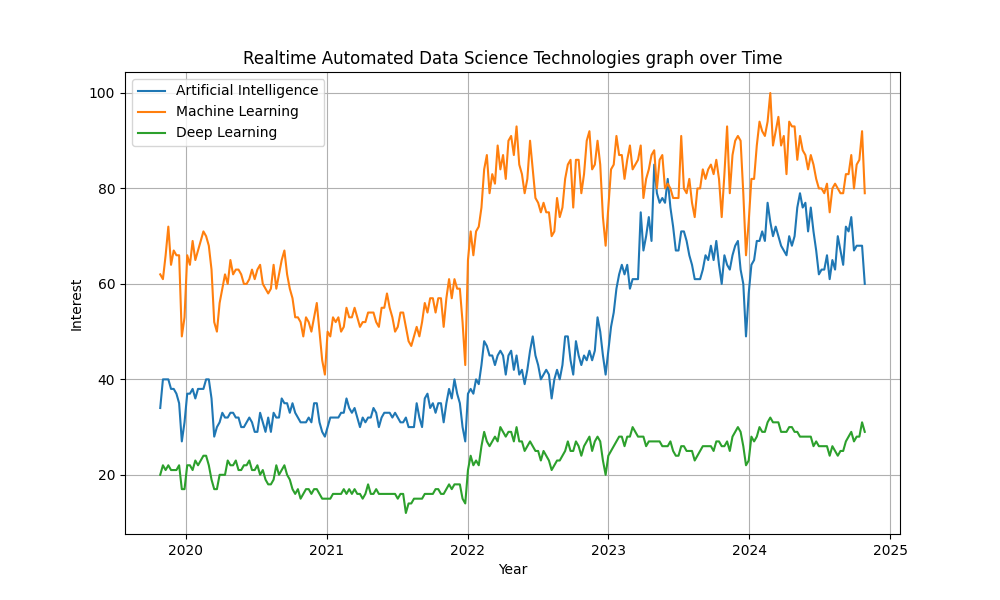 Realtime Automated Data Science Technologies graph over Time
Artificial Intelligence
Machine Learning
Deep Learning
100
80
60
40
20
Interest
2020 2021 2022 2023 2024 2025
Year